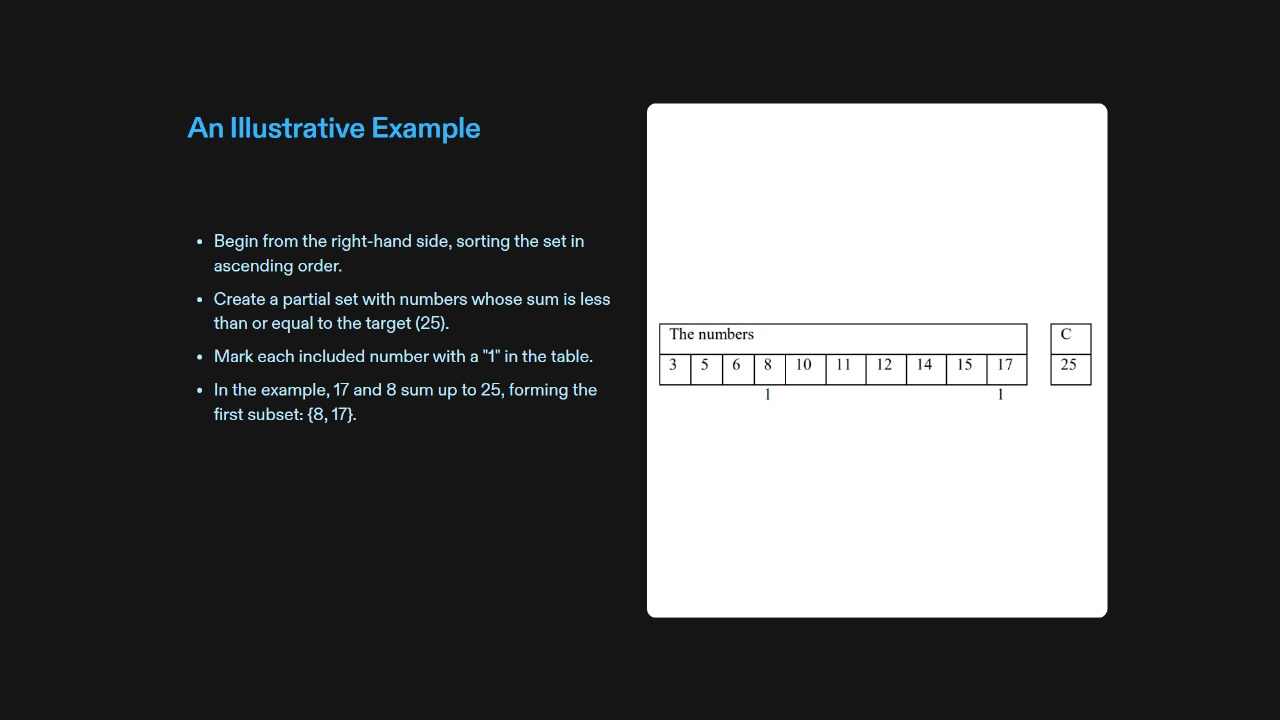 An Illustrative Example
• Begin from the right-hand side, sorting the set in
ascending order.
• Create a partial set with numbers whose sum is less
than or equal to the target (25).
• Mark each included number with a "1" in the table.
• In the example, 17 and 8 sum up to 25, forming the
first subset: {8, 17}.
The numbers C
3 5 6 8 10 11 12 14 15 17 25
1 1